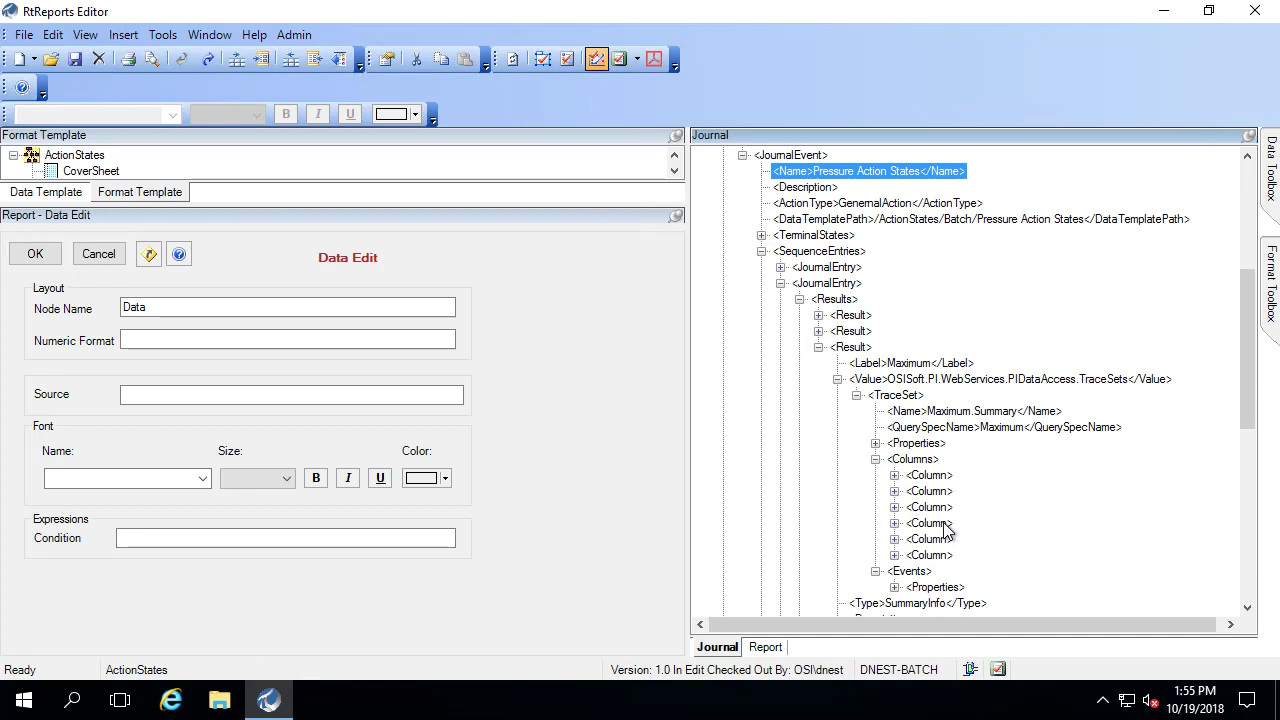 RtReports Editor
File Edit View Insert Tools Window Help Admin
B I U
Format Template
ActionStates
CoverSheet
Data Template Format Template
Report - Data Edit
OK Cancel Data Edit
Layout
Node Name Data
Numeric Format
Source
Font
Name: Size: Color:
B I U
Expressions
Condition
Journal
<JournalEvent>
<Name>Pressure Action States</Name>
<Description>
<ActionType>GeneralAction</ActionType>
<DataTemplatePath>/ActionStates/Batch/Pressure Action States</DataTemplatePath>
<TerminalStates>
<SequenceEntries>
<JournalEntry>
<JournalEntry>
<Results>
<Result>
<Result>
<Result>
<Label>Maximum</Label>
<Value>OSISoft.PI.WebServices.PIDataAccess.TraceSets</Value>
<TraceSet>
<Name>Maximum.Summary</Name>
<QuerySpecName>Maximum</QuerySpecName>
<Properties>
<Columns>
<Column>
<Column>
<Column>
<Column>
<Column>
<Column>
<Events>
<Properties>
<Type>SummaryInfo</Type>
Journal Report
Data Toolbox
Format Toolbox
Ready ActionStates Version: 1.0 In Edit Checked Out By: OSI\dnest DNEST-BATCH
1:55 PM
10/19/2018